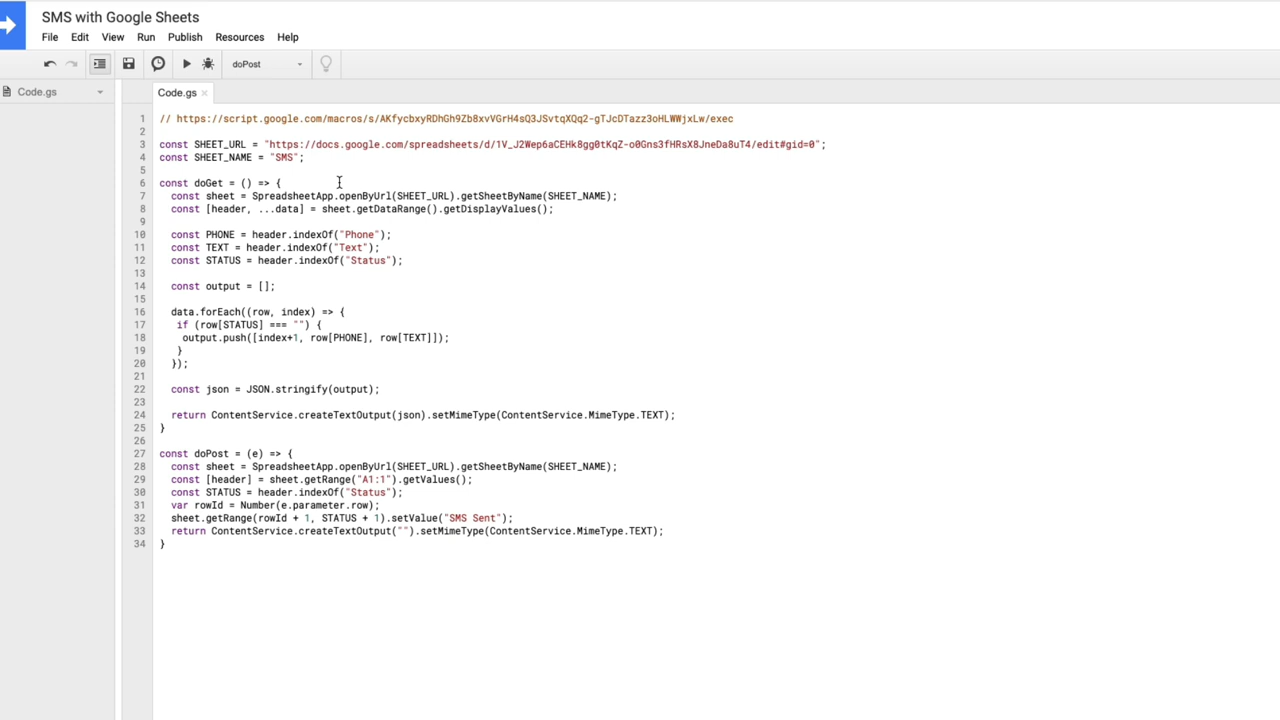 SMS with Google Sheets
File Edit View Run Publish Resources Help
doPost
Code.gs
Code.gs ×
1 // https://script.google.com/macros/s/AKfycbxyRDhGh9Zb8xvVGrH4sQ3JSvtqXQq2-gTJcDTazz3oHLWWjxLw/exec
2
3 const SHEET_URL = "https://docs.google.com/spreadsheets/d/1V_J2Wep6aCEHk8gg0tKqZ-o0Gns3fHRsX8JneDa8uT4/edit#gid=0";
4 const SHEET_NAME = "SMS";
5
6 const doGet = () => {
7 const sheet = SpreadsheetApp.openByUrl(SHEET_URL).getSheetByName(SHEET_NAME);
8 const [header, ...data] = sheet.getDataRange().getDisplayValues();
9
10 const PHONE = header.indexOf("Phone");
11 const TEXT = header.indexOf("Text");
12 const STATUS = header.indexOf("Status");
13
14 const output = [];
15
16 data.forEach((row, index) => {
17 if (row[STATUS] === "") {
18 output.push([index+1, row[PHONE], row[TEXT]]);
19 }
20 });
21
22 const json = JSON.stringify(output);
23
24 return ContentService.createTextOutput(json).setMimeType(ContentService.MimeType.TEXT);
25 }
26
27 const doPost = (e) => {
28 const sheet = SpreadsheetApp.openByUrl(SHEET_URL).getSheetByName(SHEET_NAME);
29 const [header] = sheet.getRange("A1:1").getValues();
30 const STATUS = header.indexOf("Status");
31 var rowId = Number(e.parameter.row);
32 sheet.getRange(rowId + 1, STATUS + 1).setValue("SMS Sent");
33 return ContentService.createTextOutput("").setMimeType(ContentService.MimeType.TEXT);
34 }